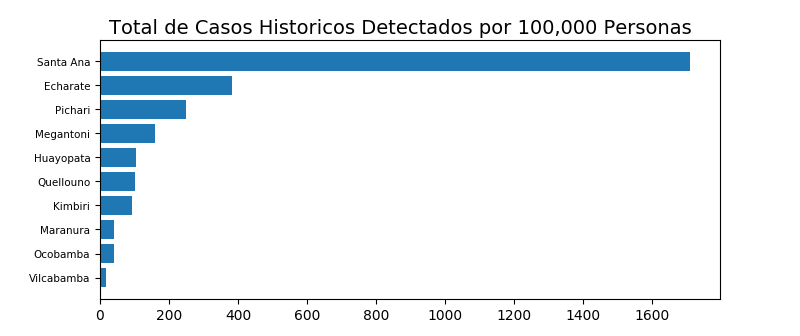 Total de Casos Historicos Detectados por 100,000 Personas
Santa Ana
Echarate
Pichari
Megantoni
Huayopata
Quellouno
Kimbiri
Maranura
Ocobamba
Vilcabamba
0 200 400 600 800 1000 1200 1400 1600